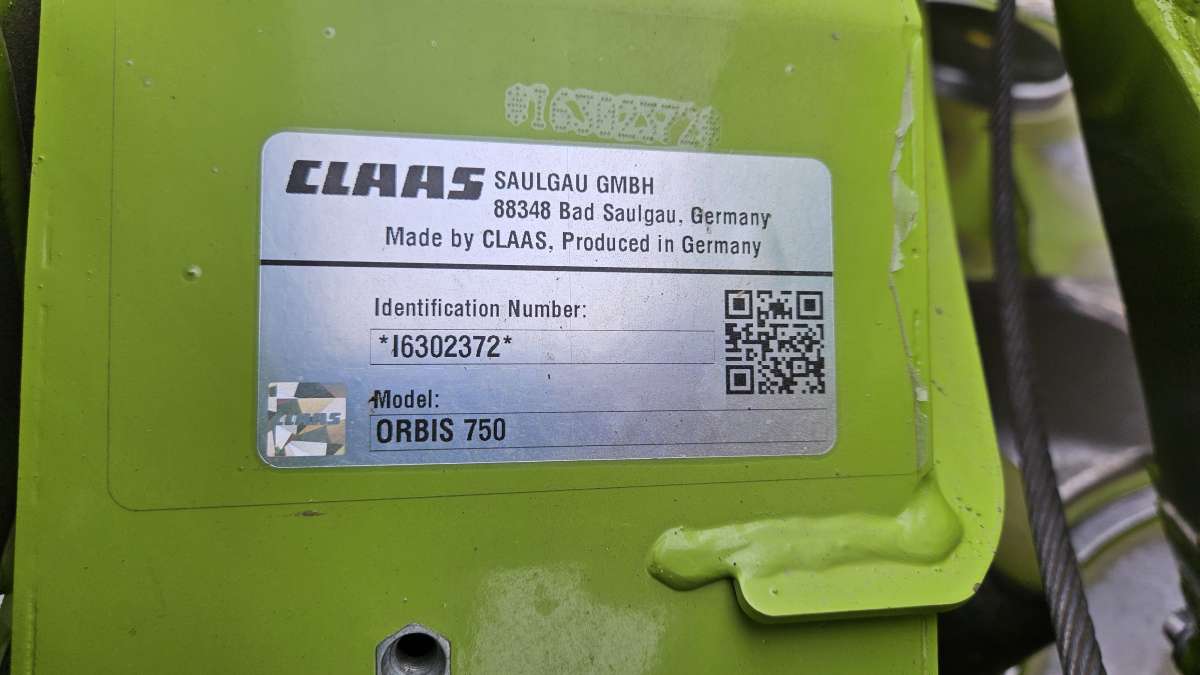 CLAAS SAULGAU GMBH
88348 Bad Saulgau, Germany
Made by CLAAS, Produced in Germany
Identification Number:
*I6302372*
Model:
CLAAS
ORBIS 750